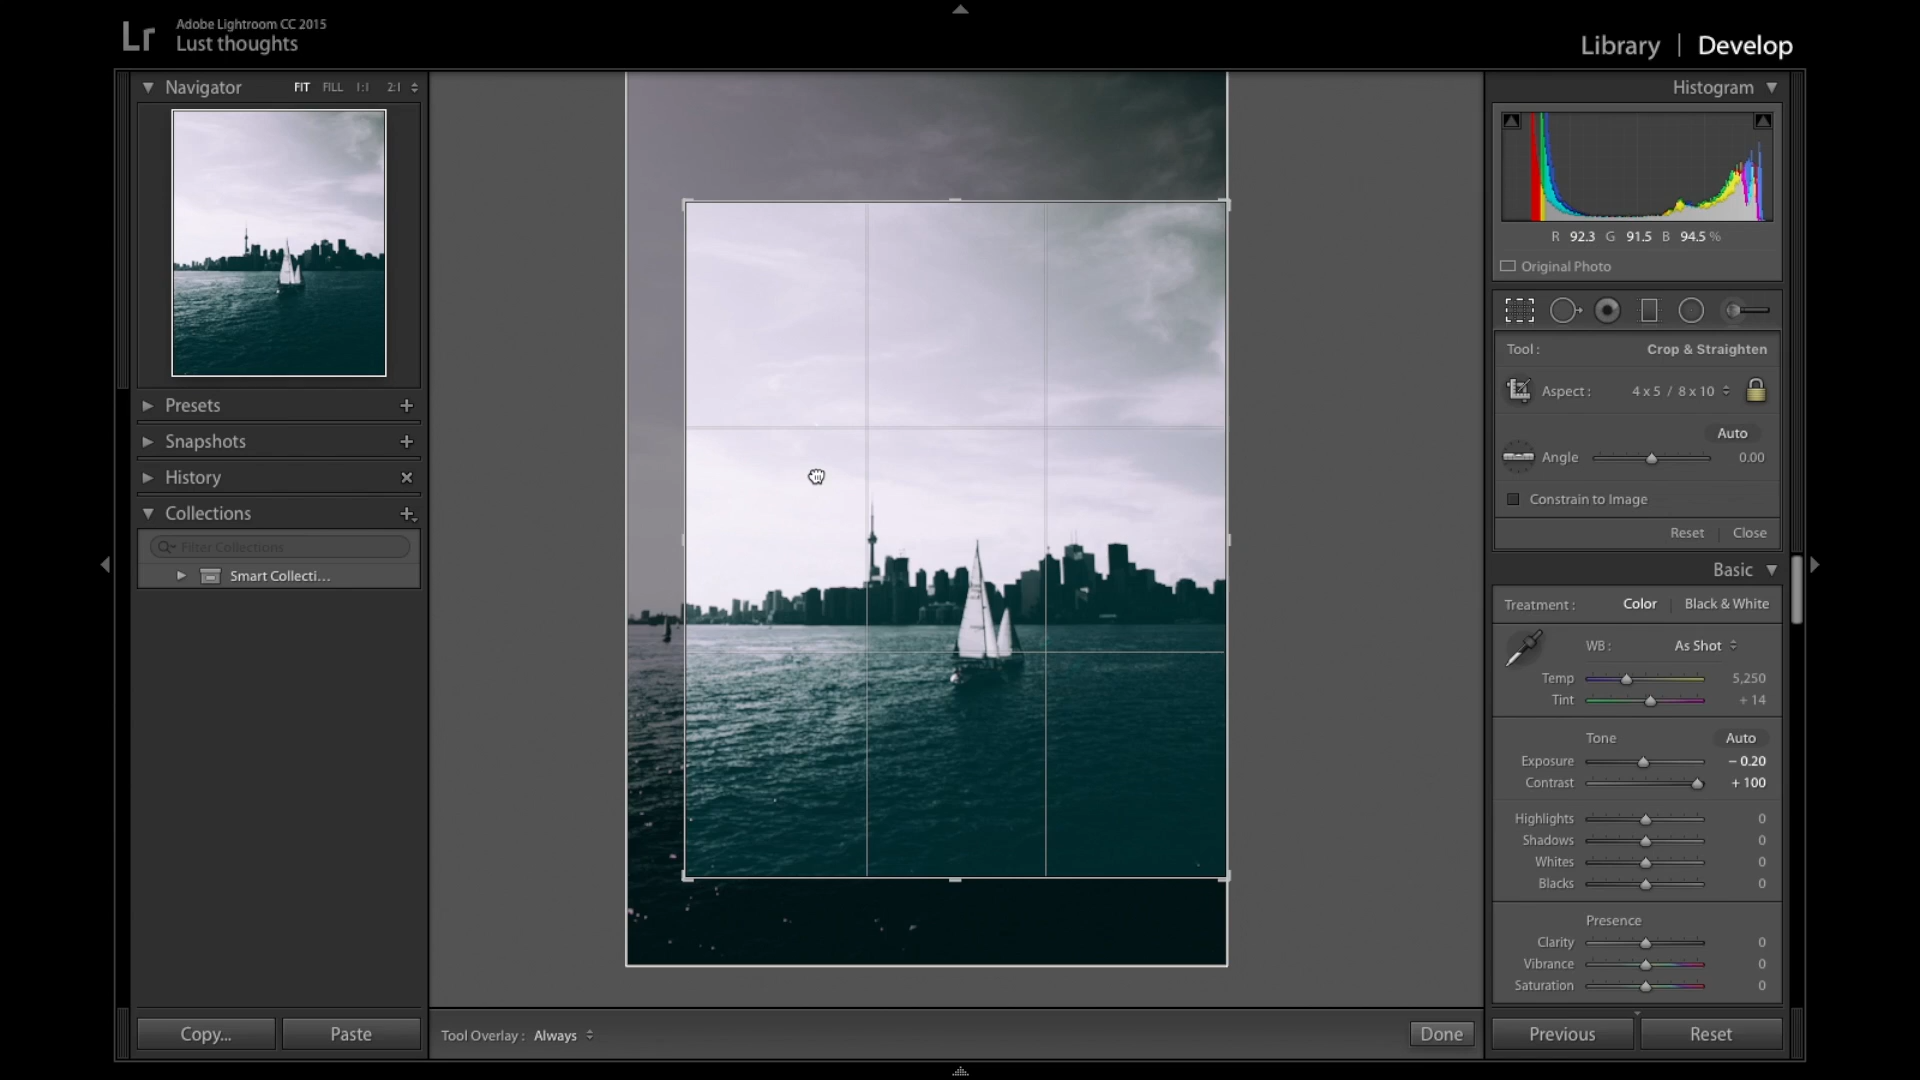 Lr
Adobe Lightroom CC 2015
Lust thoughts
Library | Develop
Navigator FIT FILL 1:1 2:1
Presets
Snapshots
History
Collections
Filter Collections
Smart Collecti...
Copy...
Paste
Tool Overlay : Always
Done
Histogram
R 92.3 G 91.5 B 94.5 %
Original Photo
Tool : Crop & Straighten
Aspect : 4 x 5 / 8 x 10
Auto
Angle 0.00
Constrain to Image
Reset Close
Basic
Treatment : Color Black & White
WB : As Shot
Temp 5,250
Tint + 14
Tone Auto
Exposure – 0.20
Contrast + 100
Highlights 0
Shadows 0
Whites 0
Blacks 0
Presence
Clarity 0
Vibrance 0
Saturation 0
Previous
Reset